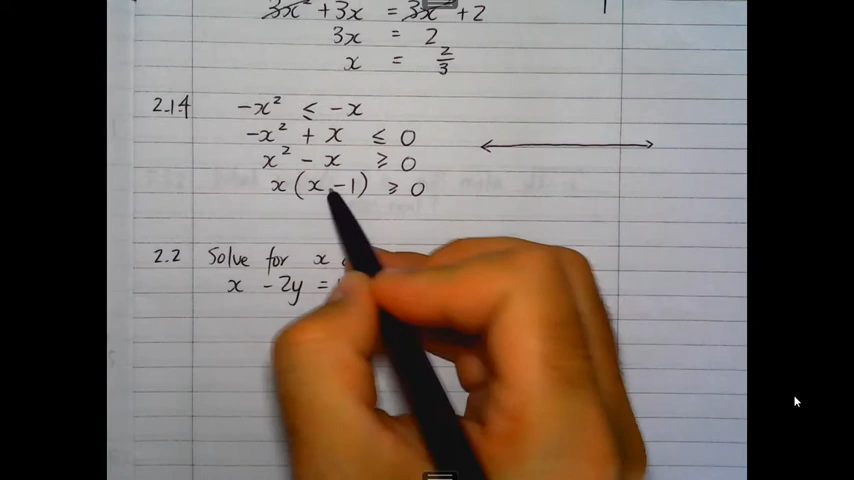 3x² + 3x = 3x² + 2
3x = 2
x = 2/3
2.1.4 -x² ≤ -x
-x² + x ≤ 0
x² - x ≥ 0
x(x-1) ≥ 0
2.2 Solve for x
x - 2y =